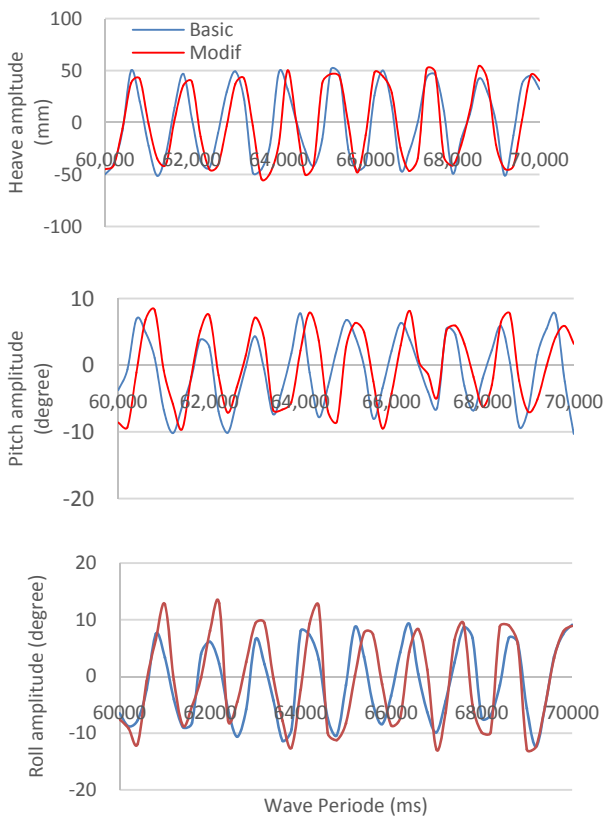 Basic
Modif
Heave ampltude
(mm)
100
50
0
-50
-100
60,000 62,000 64,000 66,000 68,000 70,000
Pitch amplitude
(degree)
10
0
-10
-20
60,000 62,000 64,000 66,000 68,000 70,000
Roll amplitude (degree)
20
10
0
-10
-20
60000 62000 64000 66000 68000 70000
Wave Periode (ms)